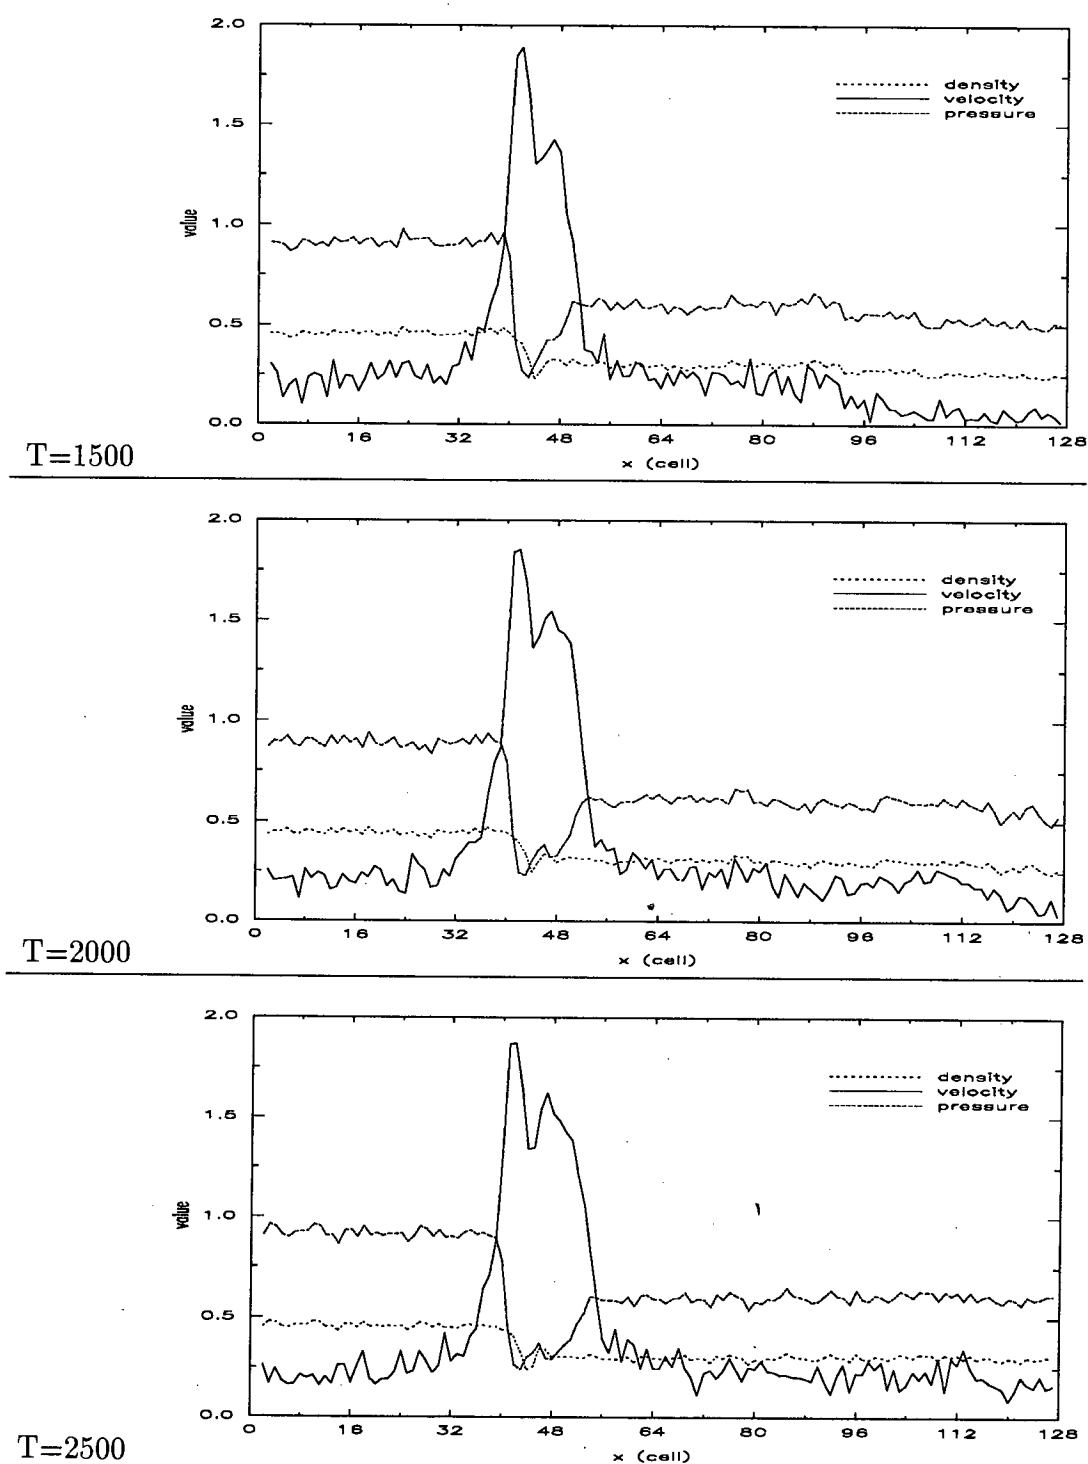 2.0
density
velocity
pressure
1.5
value
1.0
0.5
0.0
0 16 32 48 64 80 96 112 128
x (cell)
T=1500
2.0
density
velocity
pressure
1.5
value
1.0
0.5
0.0
0 16 32 48 64 80 96 112 128
x (cell)
T=2000
2.0
density
velocity
pressure
1.5
value
1.0
0.5
0.0
0 16 32 48 64 80 96 112 128
x (cell)
T=2500